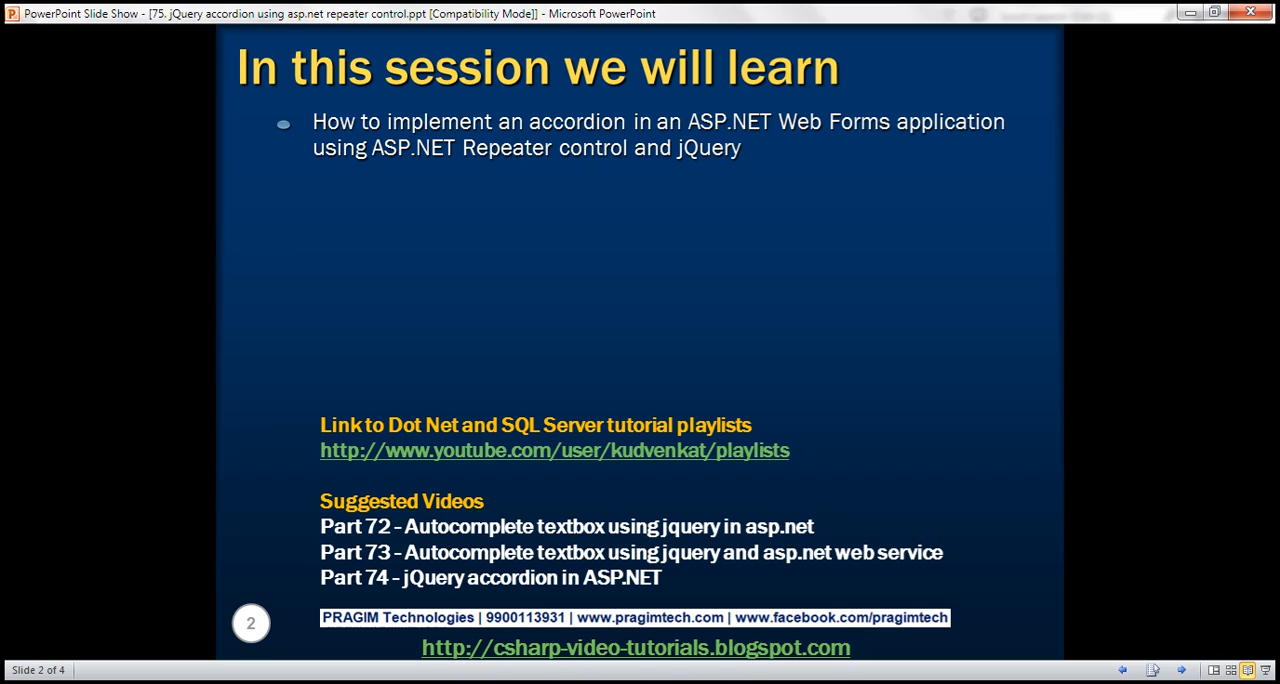 PowerPoint Slide Show - [75. jQuery accordion using asp.net repeater control.ppt [Compatibility Mode]] - Microsoft PowerPoint
In this session we will learn
How to implement an accordion in an ASP.NET Web Forms application
using ASP.NET Repeater control and jQuery
Link to Dot Net and SQL Server tutorial playlists
http://www.youtube.com/user/kudvenkat/playlists
Suggested Videos
Part 72 - Autocomplete textbox using jquery in asp.net
Part 73 - Autocomplete textbox using jquery and asp.net web service
Part 74 - jQuery accordion in ASP.NET
2
PRAGIM Technologies | 9900113931 | www.pragimtech.com | www.facebook.com/pragimtech
http://csharp-video-tutorials.blogspot.com
Slide 2 of 4